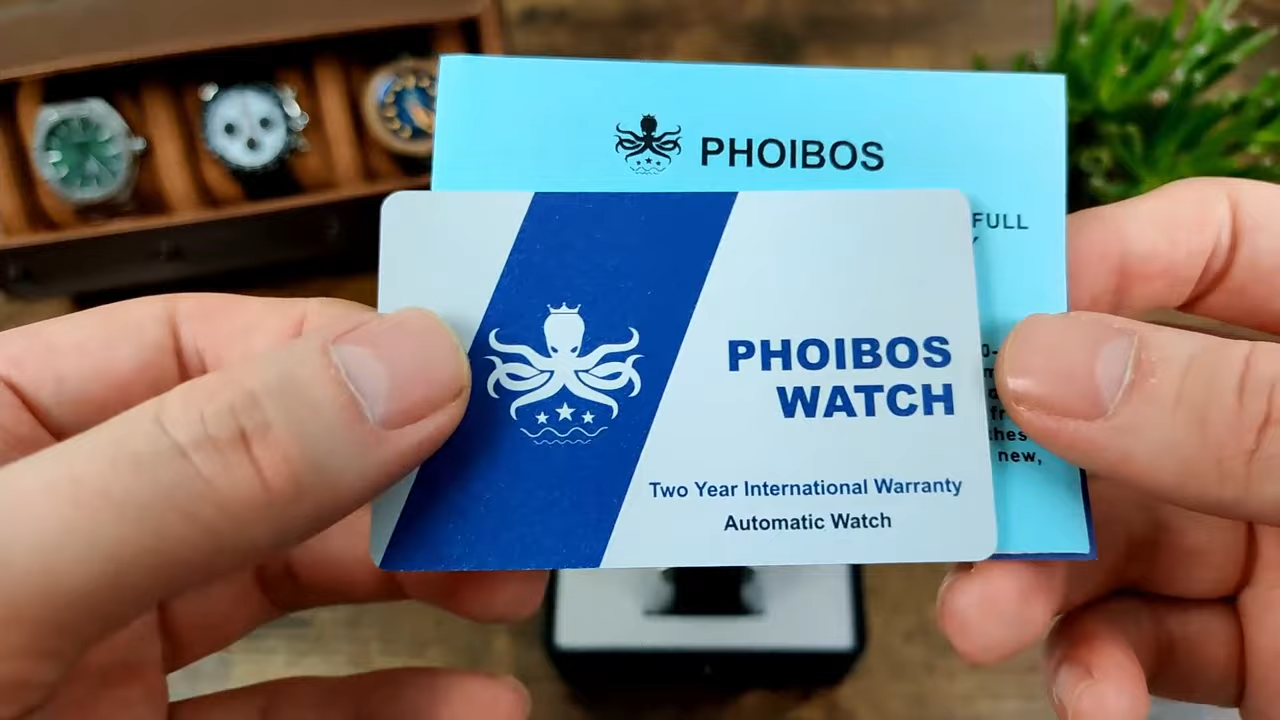 PHOIBOS
FULL
PHOIBOS
WATCH
Two Year International Warranty
Automatic Watch
new,